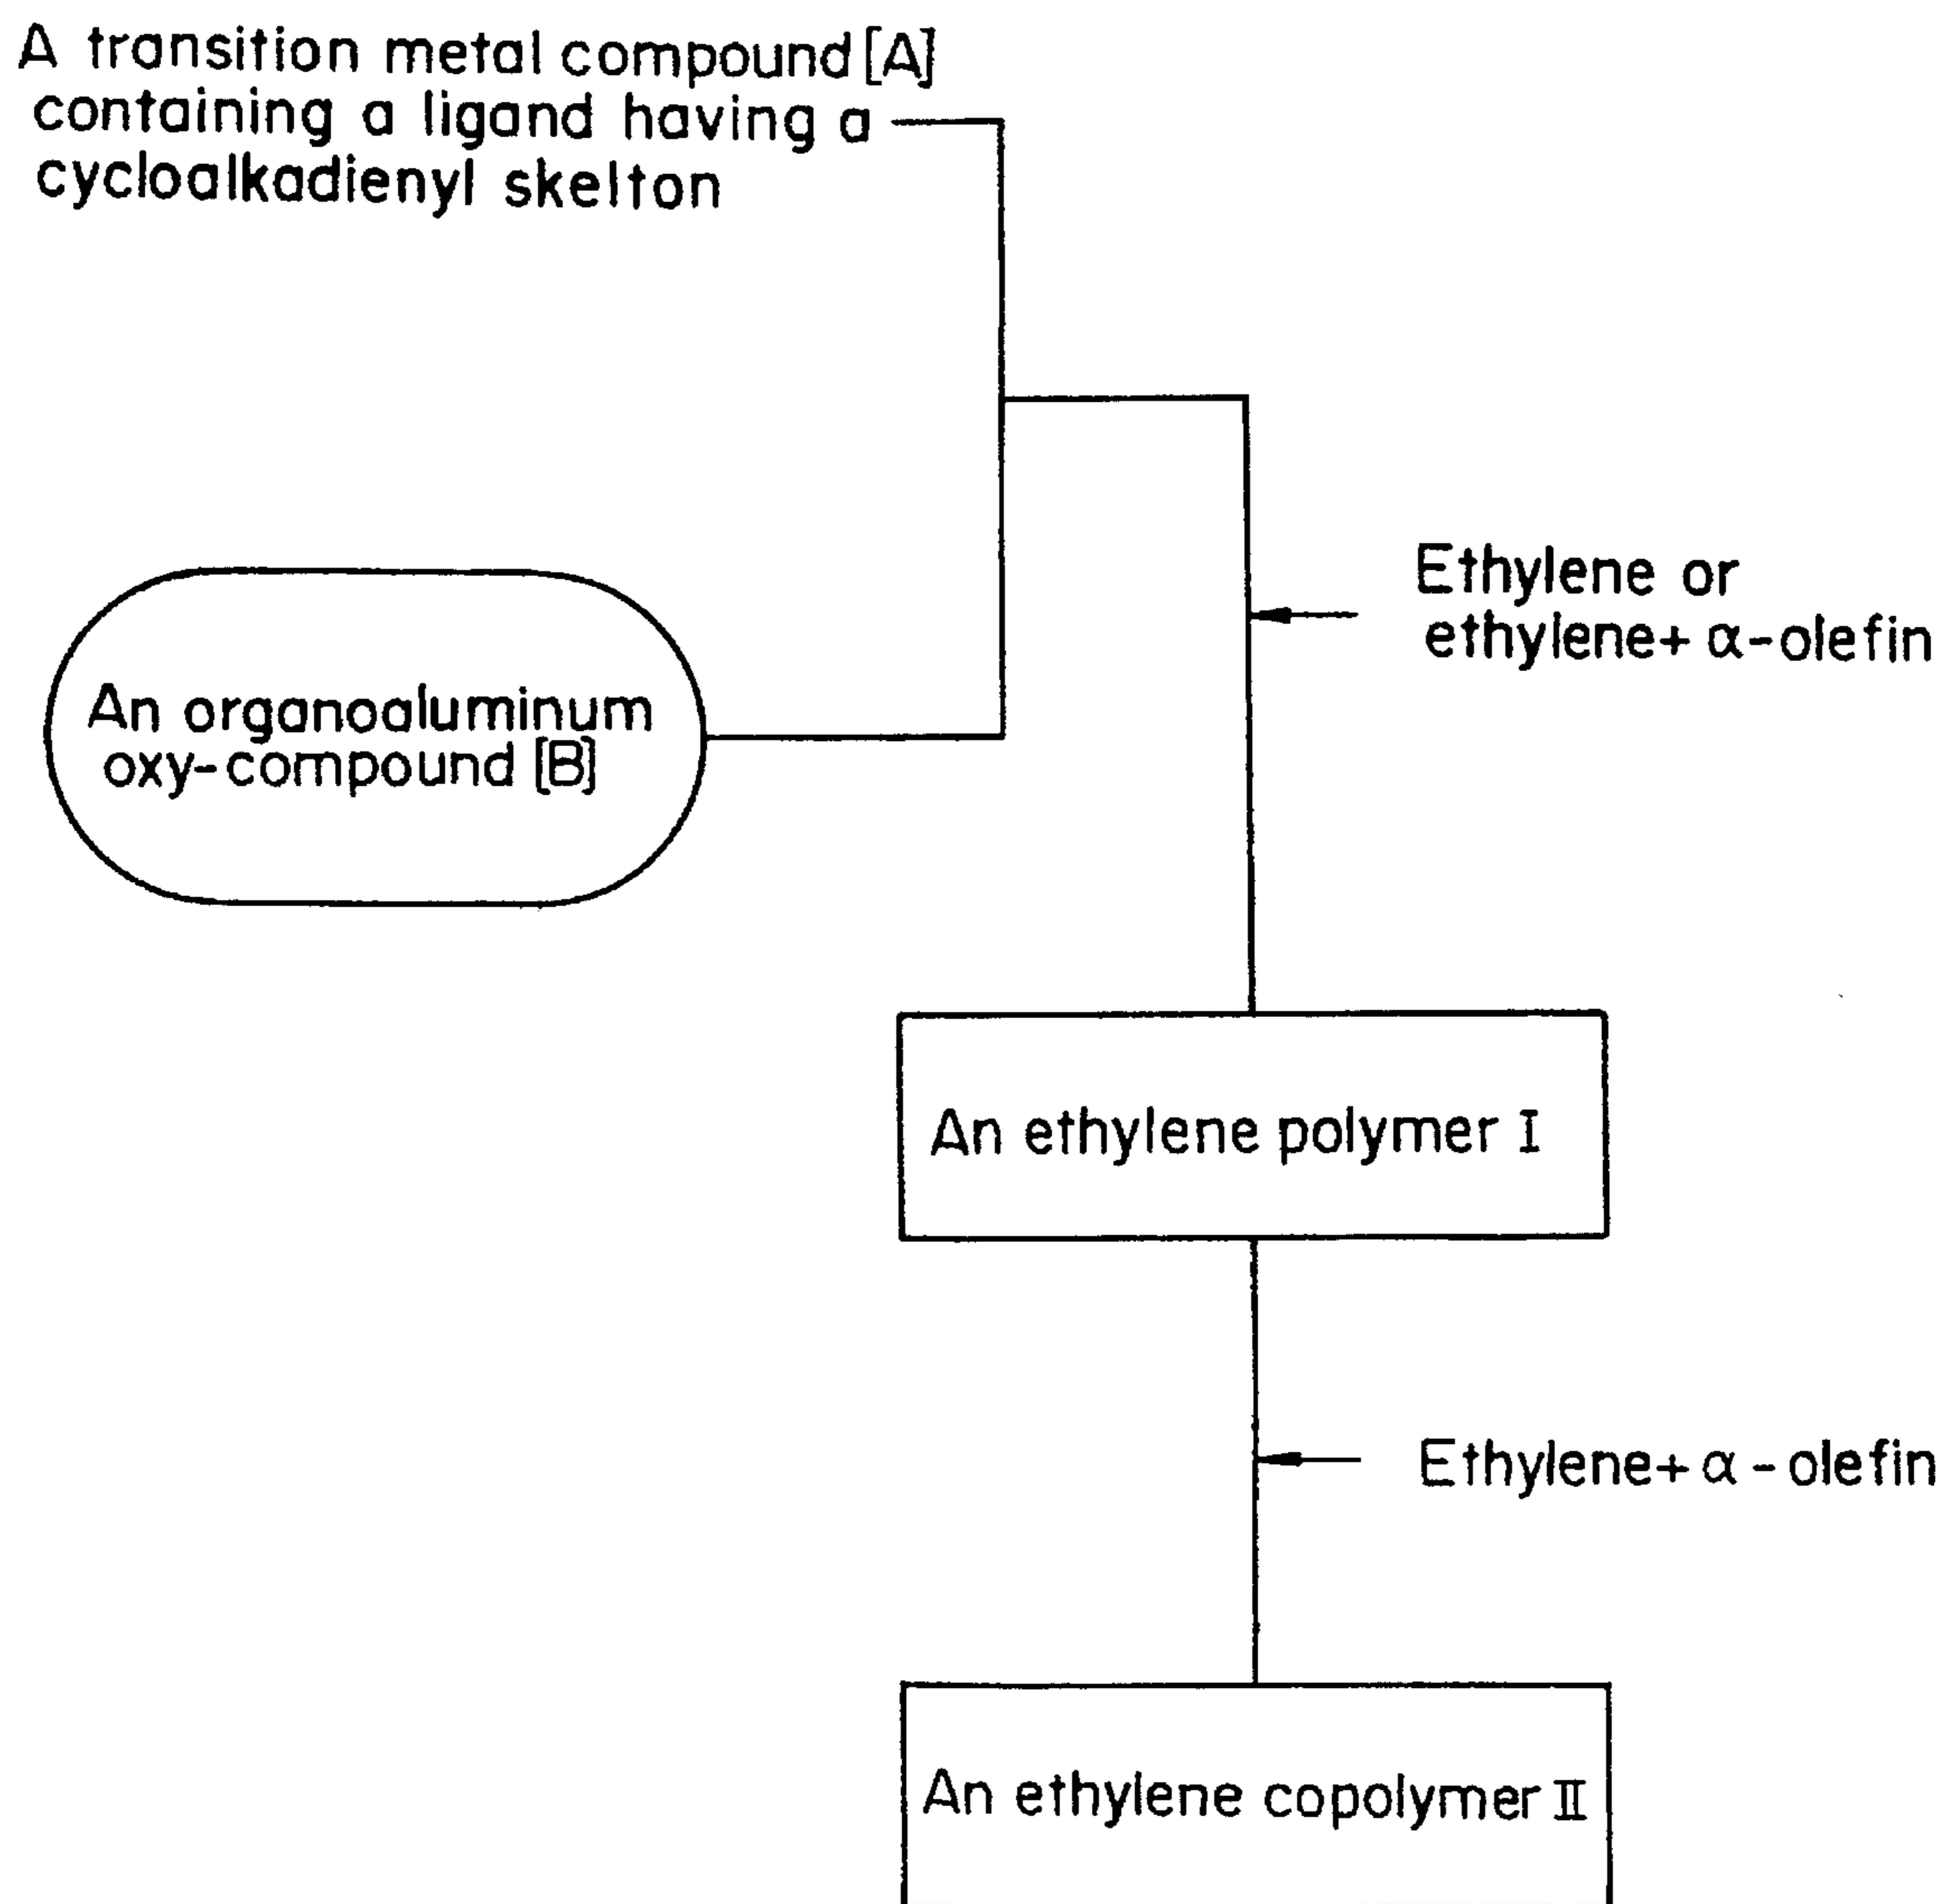 A transition metal compound [A]
containing a ligand having a
cycloalkadienyl skelton
Ethylene or
ethylene+ α-olefin
An organoaluminum
oxy-compound [B]
An ethylene polymer I
Ethylene+ α-olefin
An ethylene copolymer II